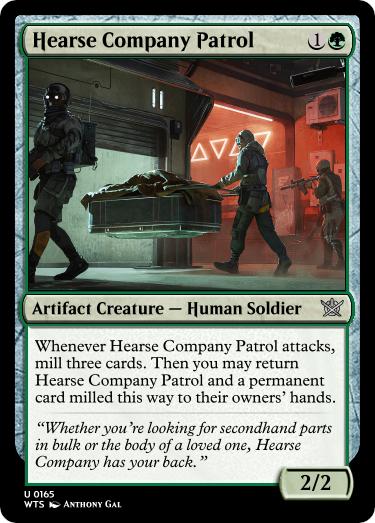 Hearse Company Patrol 1
Artifact Creature — Human Soldier
Whenever Hearse Company Patrol attacks,
mill three cards. Then you may return
Hearse Company Patrol and a permanent
card milled this way to their owners' hands.
“Whether you're looking for secondhand parts
in bulk or the body of a loved one, Hearse
Company has your back.”
2/2
U 0165
WTS Anthony Gal